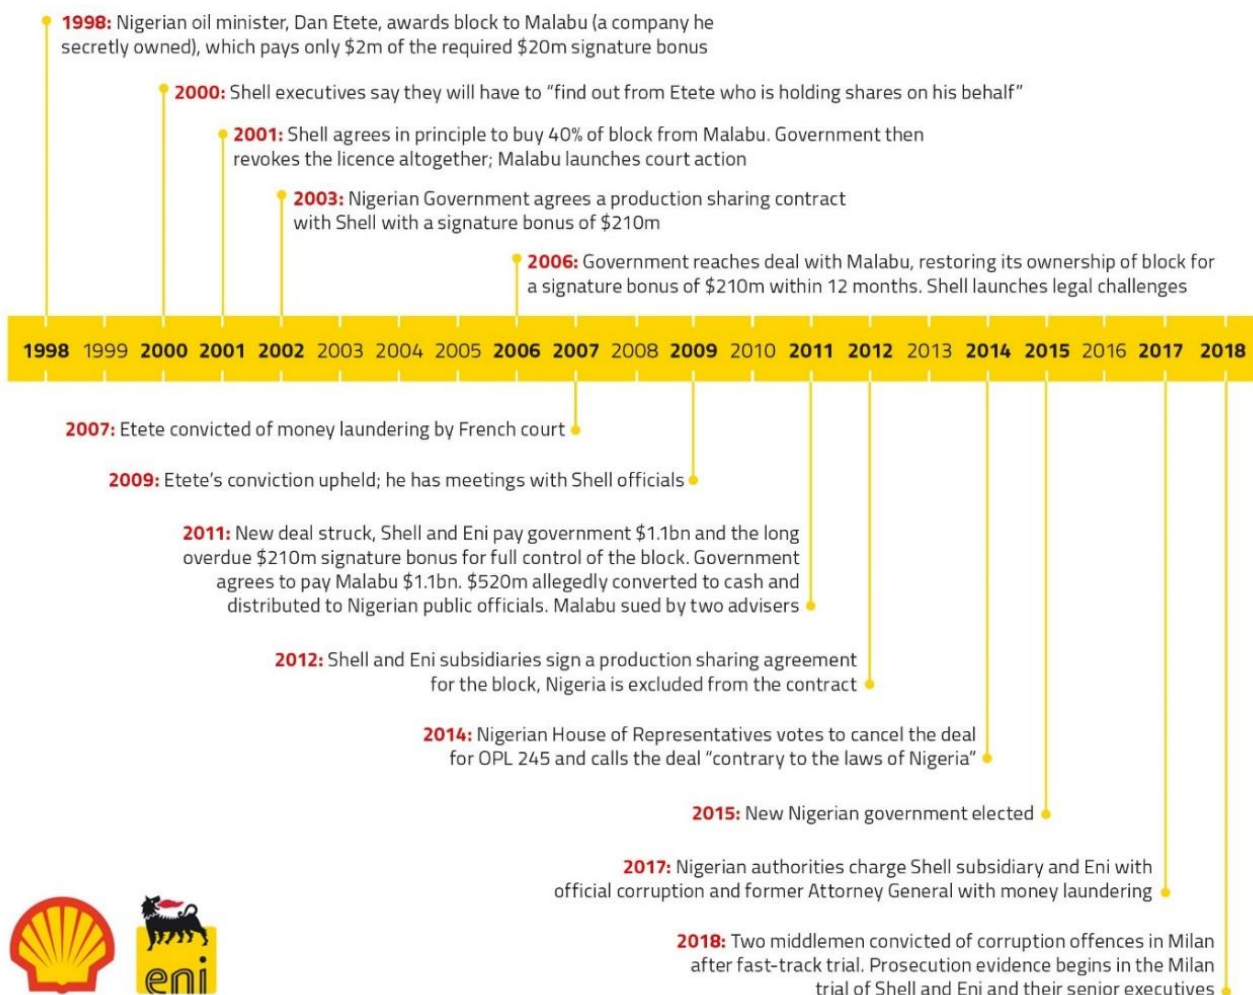 1998: Nigerian oil minister, Dan Etete, awards block to Malabu (a company he
secretly owned), which pays only $2m of the required $20m signature bonus
2000: Shell executives say they will have to “find out from Etete who is holding shares on his behalf”
2001: Shell agrees in principle to buy 40% of block from Malabu. Government then
revokes the licence altogether; Malabu launches court action
2003: Nigerian Government agrees a production sharing contract
with Shell with a signature bonus of $210m
2006: Government reaches deal with Malabu, restoring its ownership of block for
a signature bonus of $210m within 12 months. Shell launches legal challenges
1998 1999 2000 2001 2002 2003 2004 2005 2006 2007 2008 2009 2010 2011 2012 2013 2014 2015 2016 2017 2018
2007: Etete convicted of money laundering by French court
2009: Etete’s conviction upheld; he has meetings with Shell officials
2011: New deal struck, Shell and Eni pay government $1.1bn and the long
overdue $210m signature bonus for full control of the block. Government
agrees to pay Malabu $1.1bn. $520m allegedly converted to cash and
distributed to Nigerian public officials. Malabu sued by two advisers
2012: Shell and Eni subsidiaries sign a production sharing agreement
for the block, Nigeria is excluded from the contract
2014: Nigerian House of Representatives votes to cancel the deal
for OPL 245 and calls the deal “contrary to the laws of Nigeria”
2015: New Nigerian government elected
2017: Nigerian authorities charge Shell subsidiary and Eni with
official corruption and former Attorney General with money laundering
2018: Two middlemen convicted of corruption offences in Milan
after fast-track trial. Prosecution evidence begins in the Milan
trial of Shell and Eni and their senior executives
eni